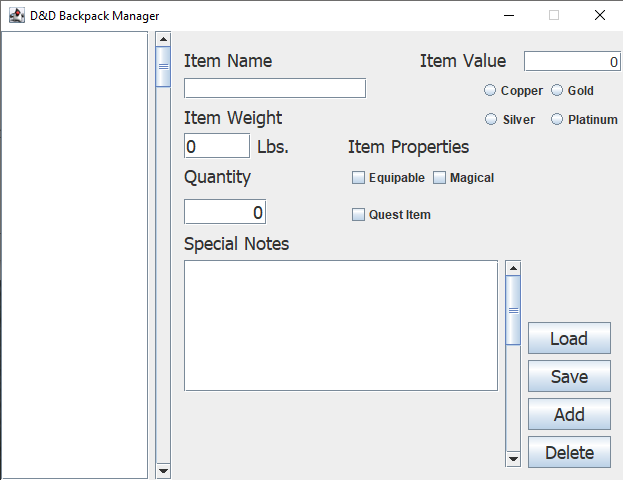 D&D Backpack Manager
Item Name
Item Value 0
Copper Gold
Item Weight
Silver Platinum
0 Lbs.
Item Properties
Quantity
Equipable Magical
0
Quest Item
Special Notes
Load
Save
Add
Delete